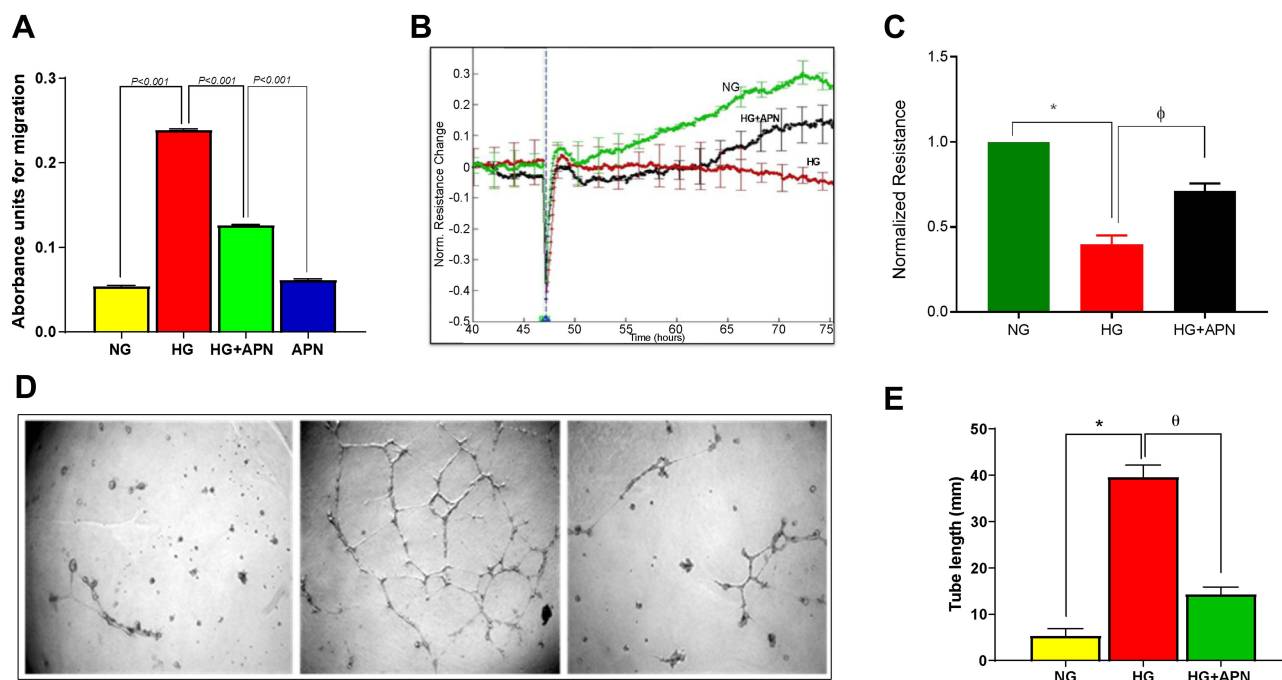 A
Aborbance units for migration
0.3
0.2
0.1
0.0
P<0.001
P<0.001
P<0.001
NG
HG
HG+APN
APN
B
Norm. Resistance Change
0.3
0.2
0.1
0
-0.1
-0.2
-0.3
-0.4
-0.5
NG
HG+APN
HG
40
45
50
55
60
65
70
75
Time (hours)
C
Normalized Resistance
1.5
1.0
0.5
0.0
*
ϕ
NG
HG
HG+APN
D
E
Tube length (mm)
50
40
30
20
10
0
*
θ
NG
HG
HG+APN